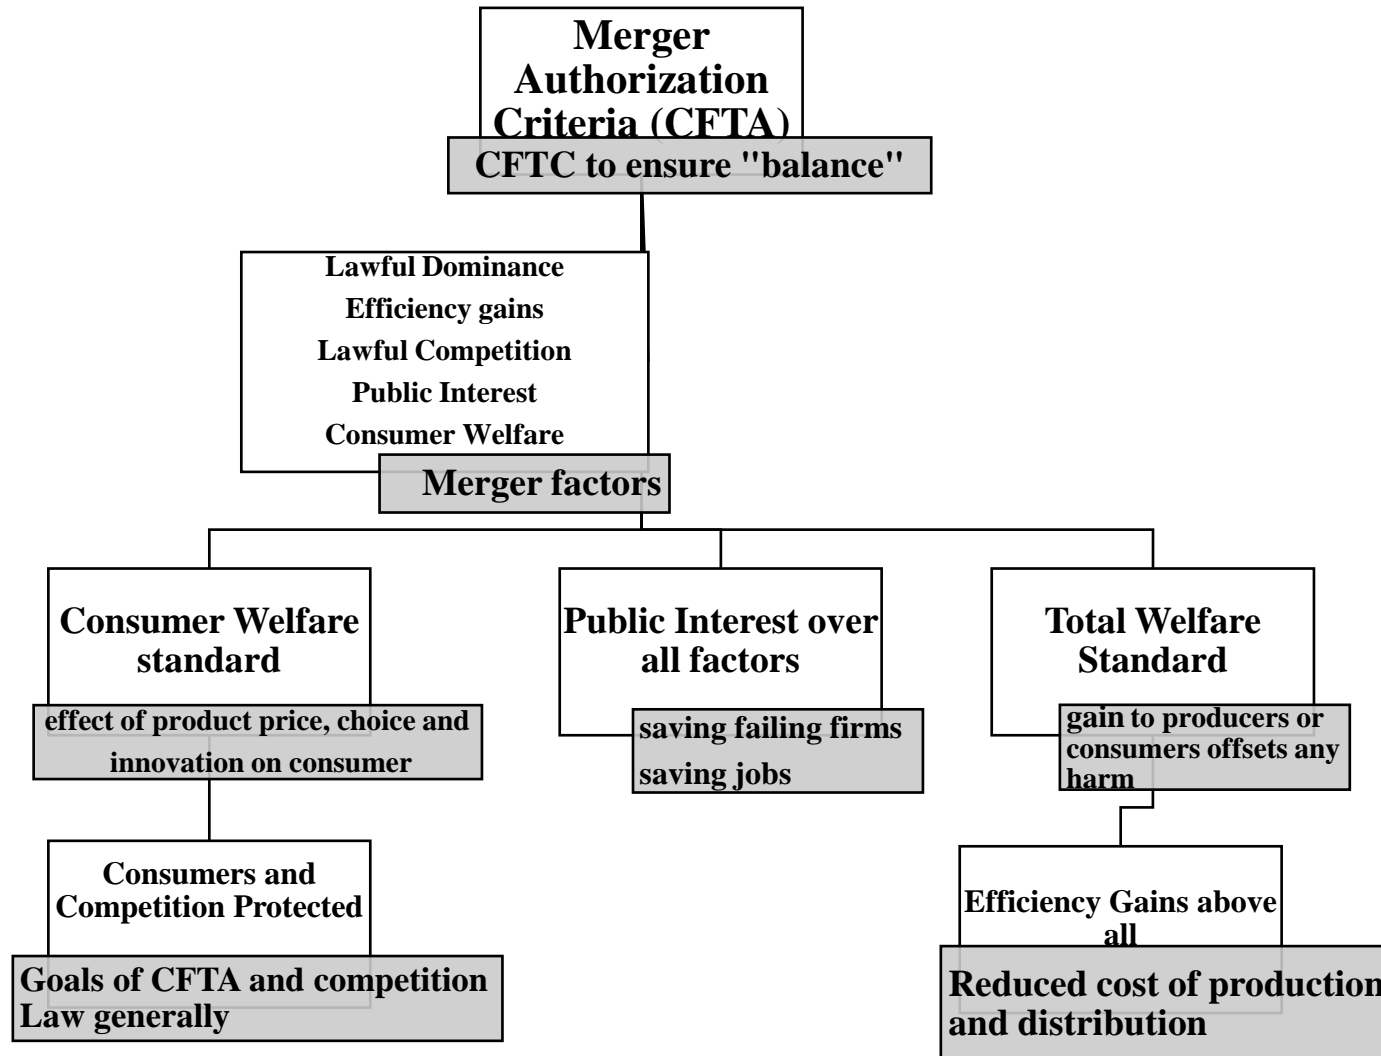 Merger
Authorization
Criteria (CFTA)
CFTC to ensure "balance"
Lawful Dominance
Efficiency gains
Lawful Competition
Public Interest
Consumer Welfare
Merger factors
Consumer Welfare
standard
effect of product price, choice and
innovation on consumer
Public Interest over
all factors
saving failing firms
saving jobs
Total Welfare
Standard
gain to producers or
consumers offsets any
harm
Consumers and
Competition Protected
Goals of CFTA and competition
Law generally
Efficiency Gains above
all
Reduced cost of production
and distribution